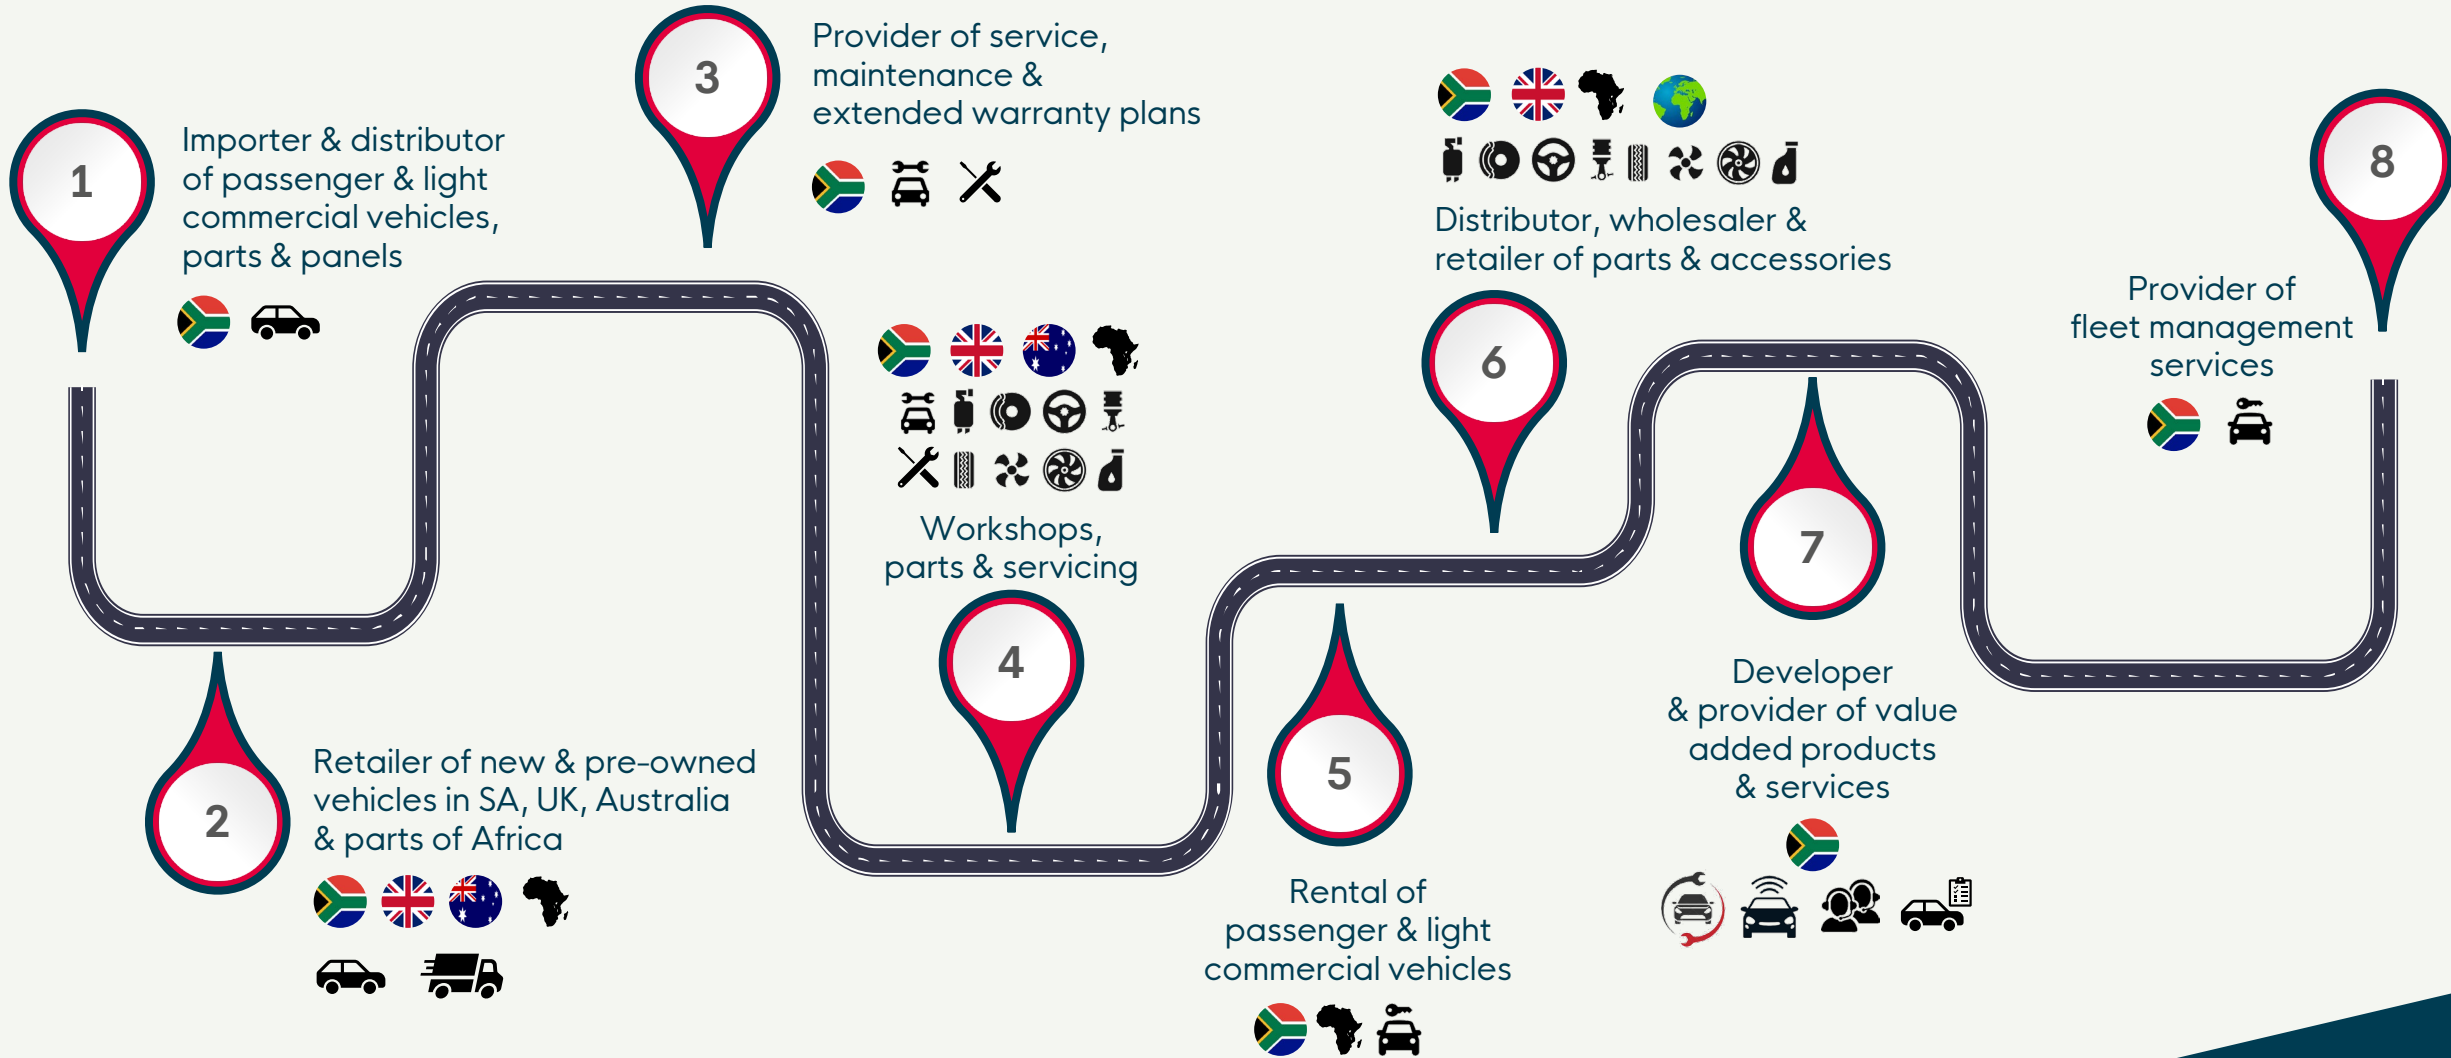 1
Importer & distributor
of passenger & light
commercial vehicles,
parts & panels
2
Retailer of new & pre-owned
vehicles in SA, UK, Australia
& parts of Africa
3
Provider of service,
maintenance &
extended warranty plans
Workshops,
parts & servicing
4
5
Rental of
passenger & light
commercial vehicles
Distributor, wholesaler &
retailer of parts & accessories
6
7
Developer
& provider of value
added products
& services
8
Provider of
fleet management
services